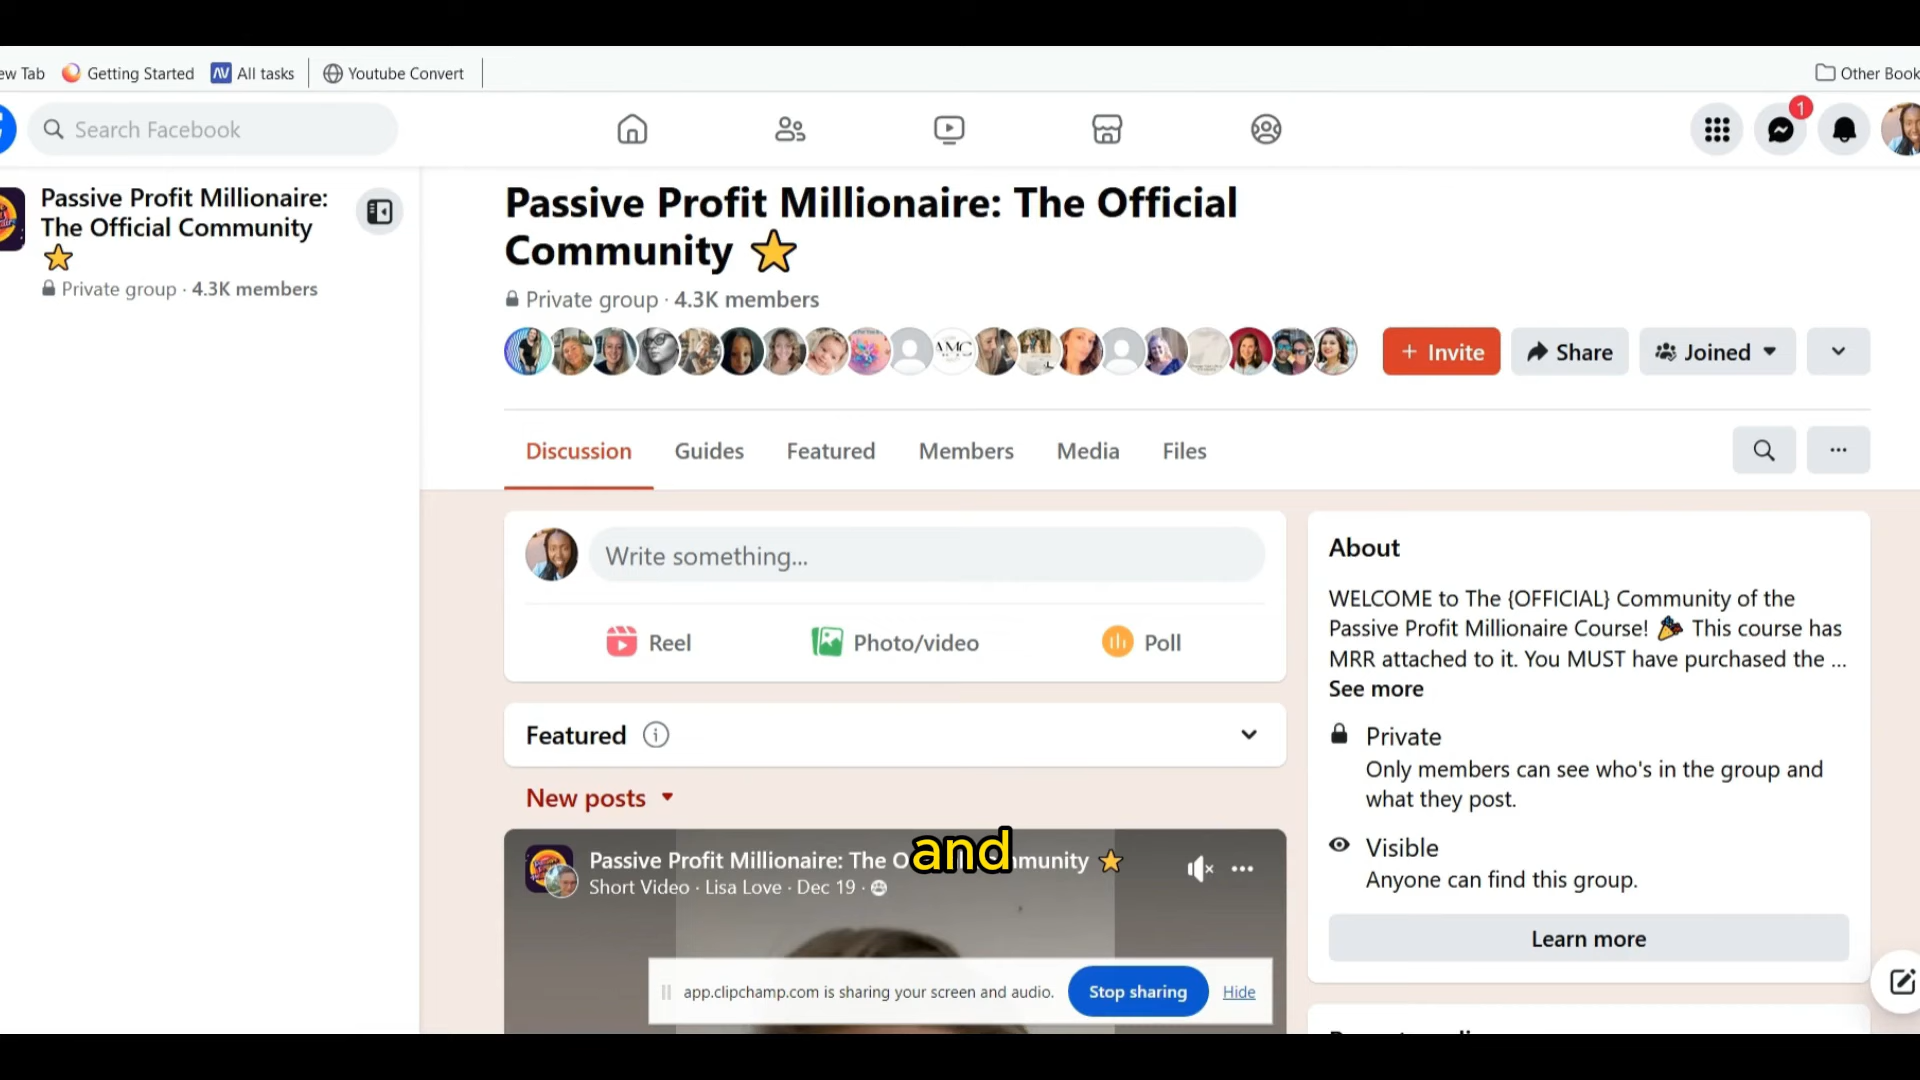 ew Tab
Getting Started
All tasks
Youtube Convert
Other Book
Search Facebook
1
Passive Profit Millionaire:
The Official Community
Private group · 4.3K members
Passive Profit Millionaire: The Official
Community
Private group · 4.3K members
AMG
+ Invite
Share
Joined
Discussion
Guides
Featured
Members
Media
Files
Write something...
Reel
Photo/video
Poll
Featured
New posts
Passive Profit Millionaire: The O mmunity
and
Short Video · Lisa Love · Dec 19 ·
app.clipchamp.com is sharing your screen and audio.
Stop sharing
Hide
About
WELCOME to The {OFFICIAL} Community of the
Passive Profit Millionaire Course! This course has
MRR attached to it. You MUST have purchased the ...
See more
Private
Only members can see who's in the group and
what they post.
Visible
Anyone can find this group.
Learn more